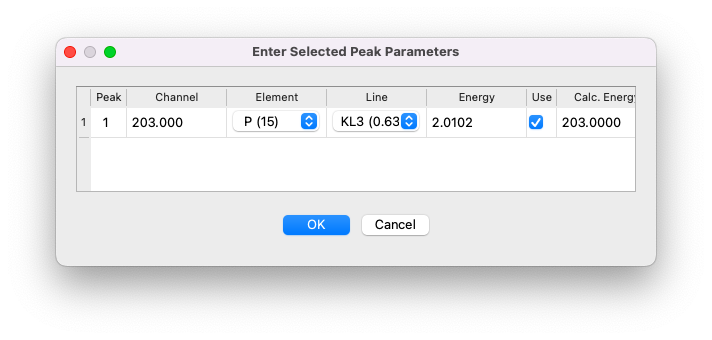 Enter Selected Peak Parameters
Peak Channel Element Line Energy Use Calc. Energy
1 1 203.000 P (15) KL3 (0.63 2.0102 203.0000
OK Cancel